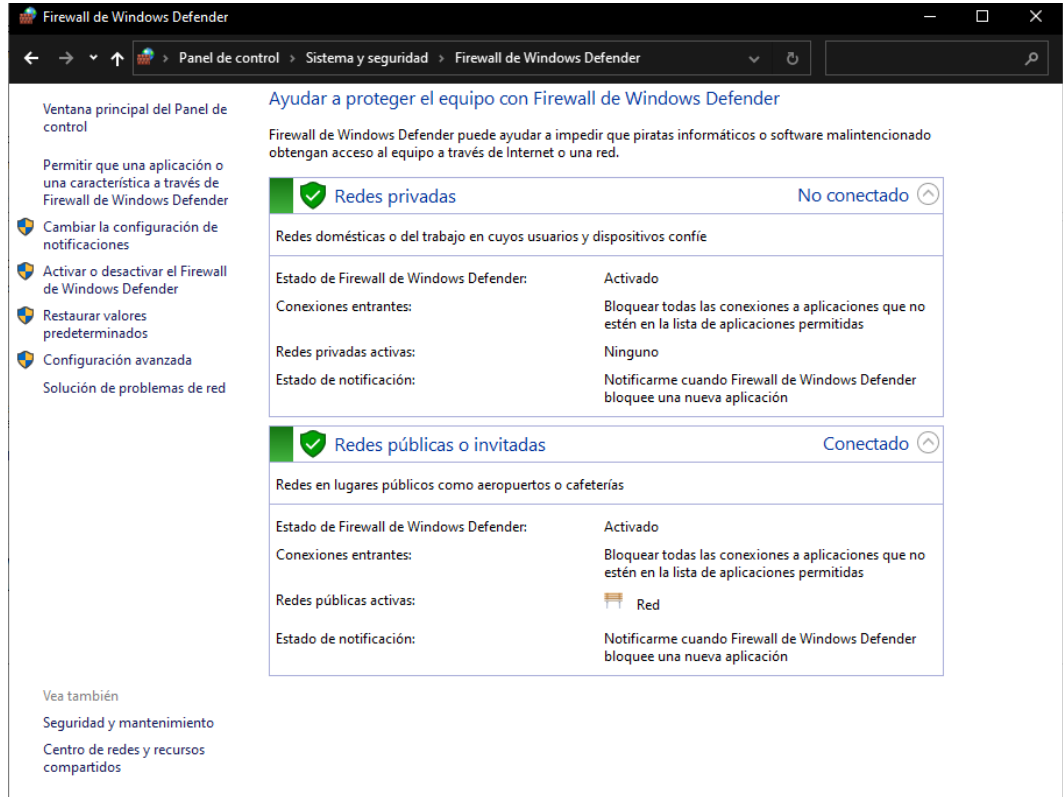 Firewall de Windows Defender
Panel de control › Sistema y seguridad › Firewall de Windows Defender
Ventana principal del Panel de
control
Permitir que una aplicación o
una característica a través de
Firewall de Windows Defender
Cambiar la configuración de
notificaciones
Activar o desactivar el Firewall
de Windows Defender
Restaurar valores
predeterminados
Configuración avanzada
Solución de problemas de red
Ayudar a proteger el equipo con Firewall de Windows Defender
Firewall de Windows Defender puede ayudar a impedir que piratas informáticos o software malintencionado
obtengan acceso al equipo a través de Internet o una red.
Redes privadas No conectado
Redes domésticas o del trabajo en cuyos usuarios y dispositivos confíe
Estado de Firewall de Windows Defender: Activado
Conexiones entrantes: Bloquear todas las conexiones a aplicaciones que no
estén en la lista de aplicaciones permitidas
Redes privadas activas: Ninguno
Estado de notificación: Notificarme cuando Firewall de Windows Defender
bloquee una nueva aplicación
Redes públicas o invitadas Conectado
Redes en lugares públicos como aeropuertos o cafeterías
Estado de Firewall de Windows Defender: Activado
Conexiones entrantes: Bloquear todas las conexiones a aplicaciones que no
estén en la lista de aplicaciones permitidas
Redes públicas activas: Red
Estado de notificación: Notificarme cuando Firewall de Windows Defender
bloquee una nueva aplicación
Vea también
Seguridad y mantenimiento
Centro de redes y recursos
compartidos